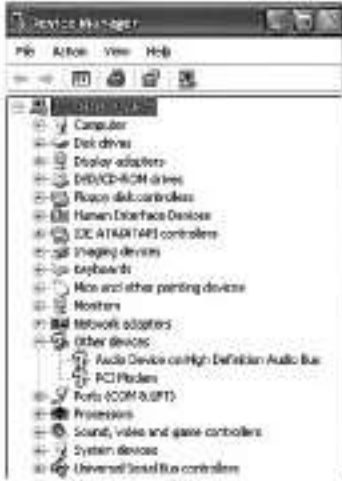 Device Manager
File Action View Help
Computer
Disk drives
Display adapters
DVD/CD-ROM drives
Floppy disk controllers
Human Interface Devices
IDE ATA/ATAPI controllers
Imaging devices
Keyboards
Mice and other pointing devices
Monitors
Network adapters
Other devices
Audio Device on High Definition Audio Bus
PCI Modem
Ports (COM & LPT)
Processors
Sound, video and game controllers
System devices
Universal Serial Bus controllers